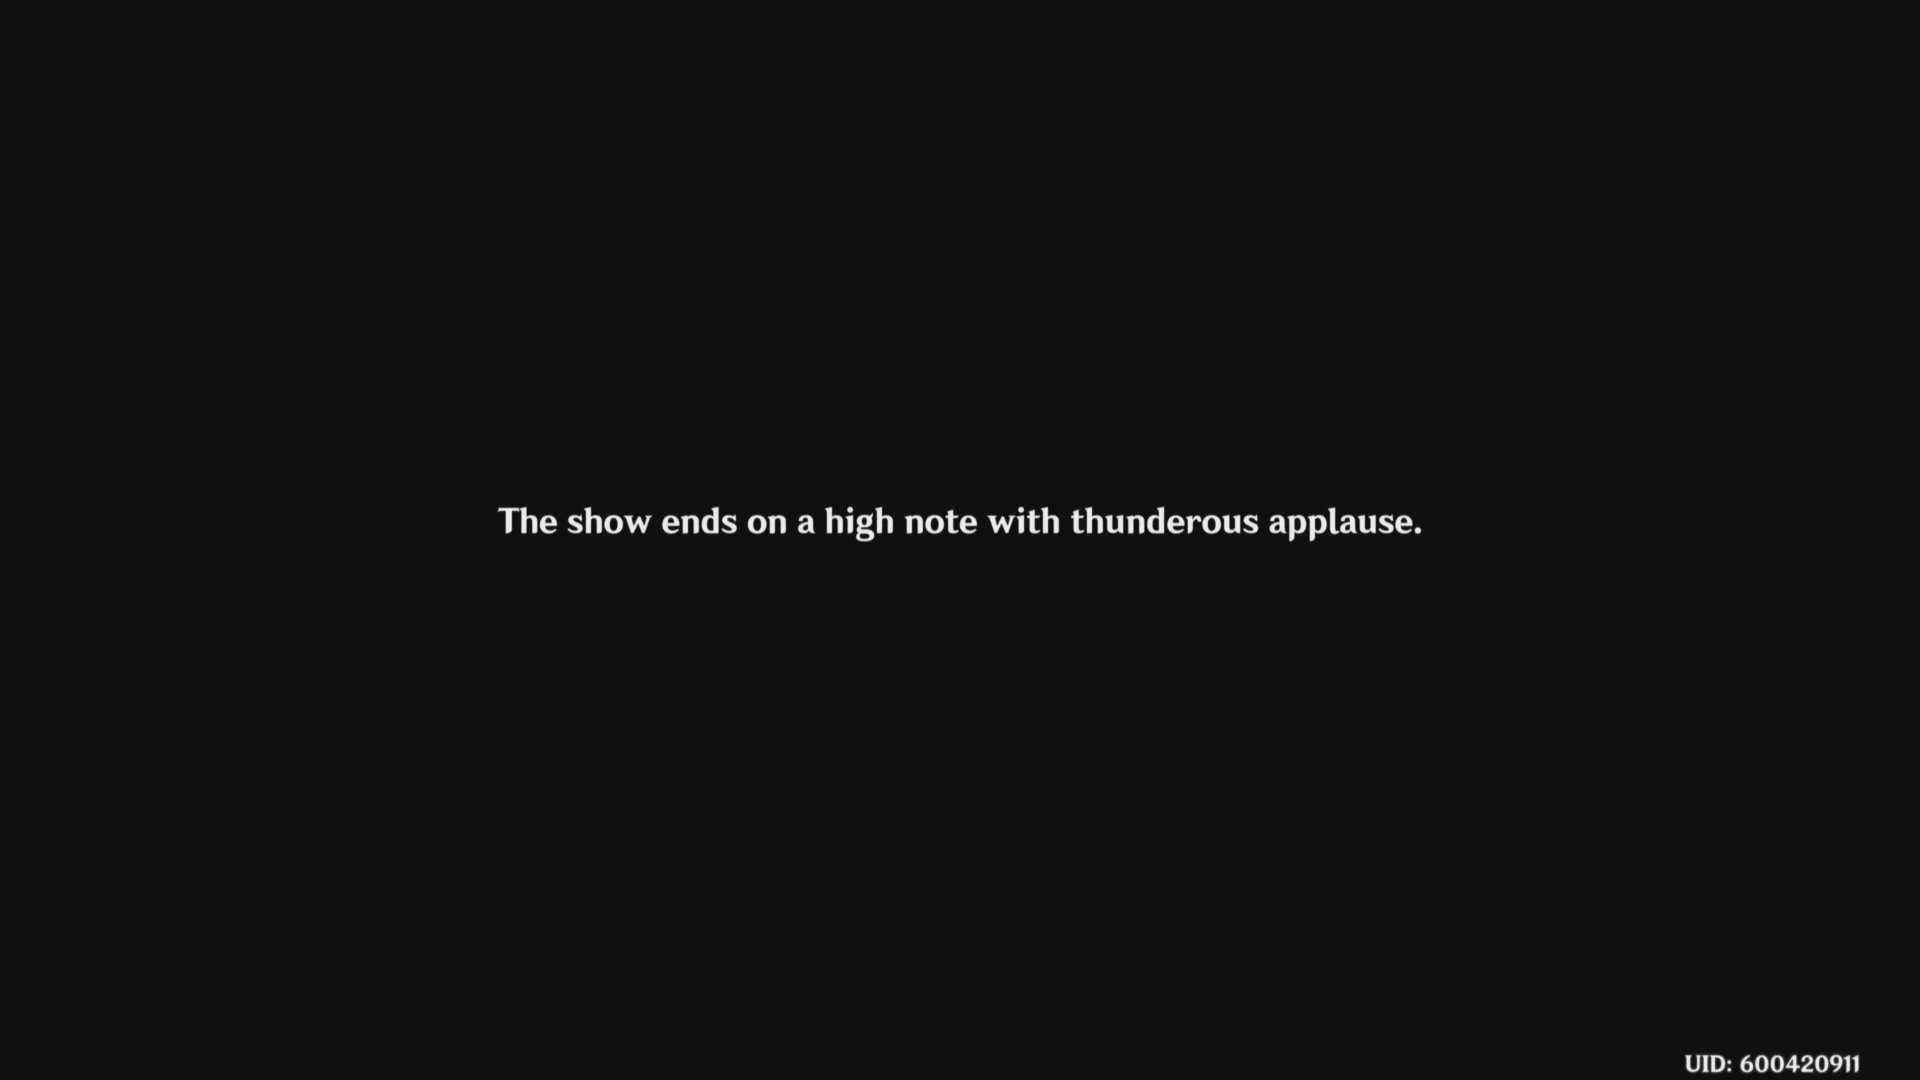 The show ends on a high note with thunderous applause.
UID: 600420911